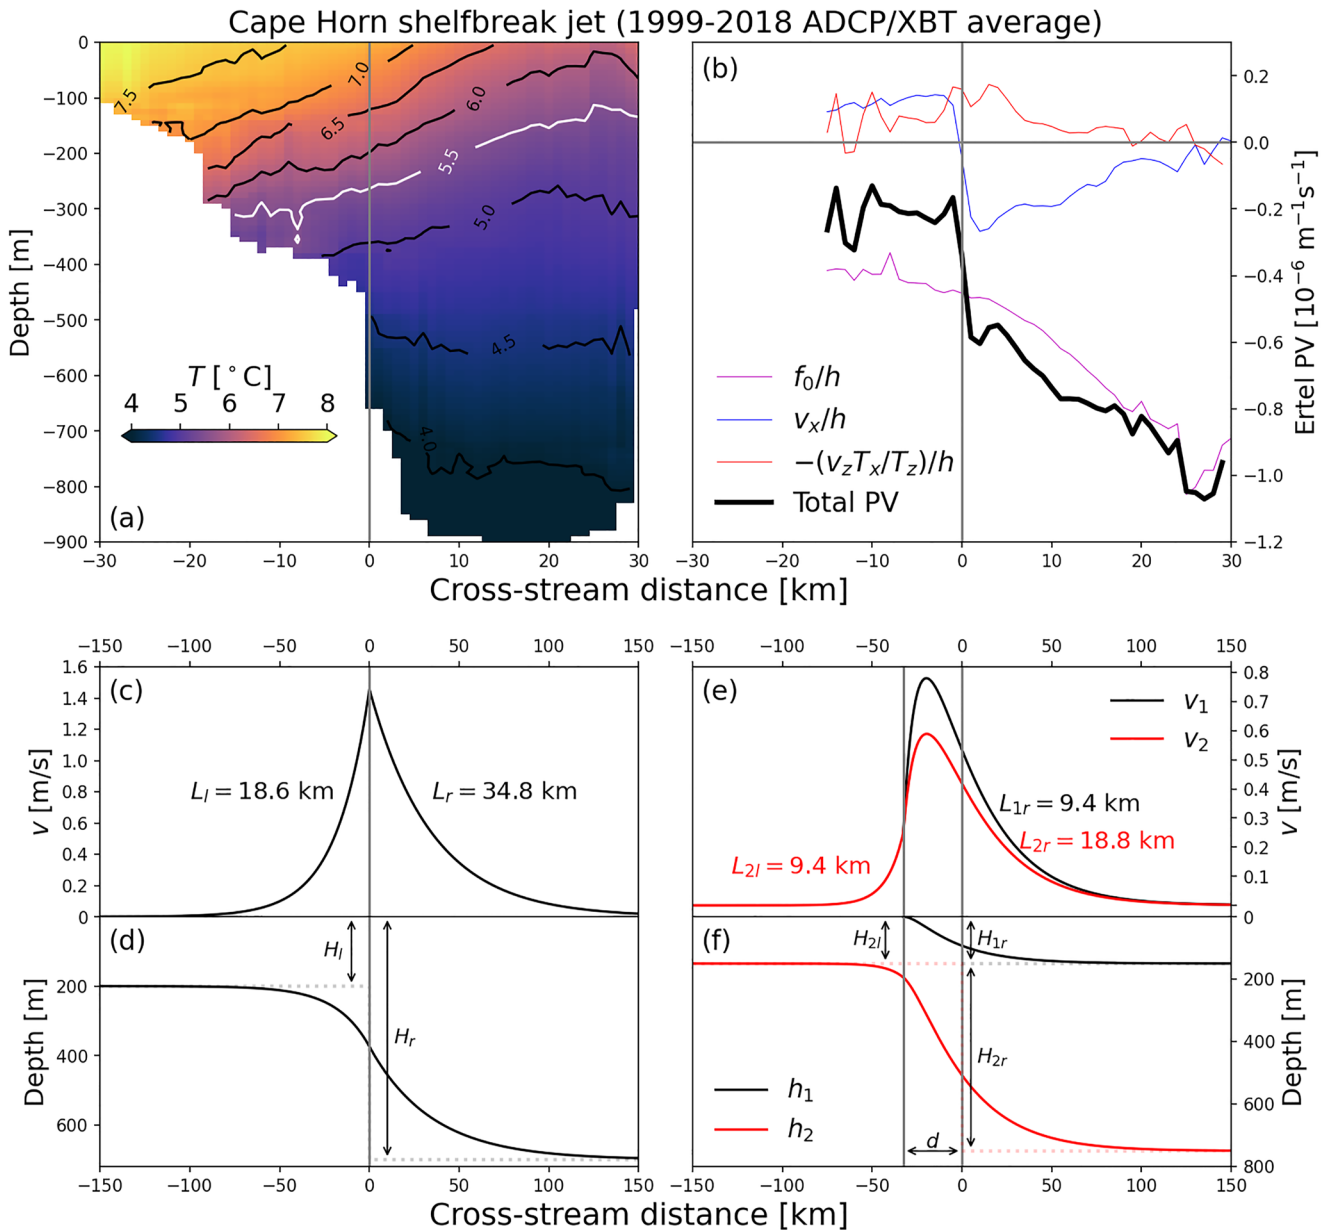 Cape Horn shelfbreak jet (1999-2018 ADCP/XBT average)
0
−100
−200
−300
−400
−500
−600
−700
−800
−900
Depth [m]
7.5
7.0
6.5
6.0
5.5
5.0
4.5
4.0
T [°C]
4 5 6 7 8
(a)
−30 −20 −10 0 10 20 30
(b)
0.2
0.0
−0.2
−0.4
−0.6
−0.8
−1.0
−1.2
Ertel PV [10⁻⁶ m⁻¹s⁻¹]
f₀/h
vₓ/h
−(v_zTₓ/T_z)/h
Total PV
−30 −20 −10 0 10 20 30
Cross-stream distance [km]
−150 −100 −50 0 50 100 150
(c)
1.6
1.4
1.2
1.0
0.8
0.6
0.4
0.2
0
v [m/s]
L_l = 18.6 km
L_r = 34.8 km
−150 −100 −50 0 50 100 150
(e)
v₁
v₂
0.8
0.7
0.6
0.5
0.4
0.3
0.2
0.1
0
v [m/s]
L₁ᵣ = 9.4 km
L₂ᵣ = 18.8 km
L₂ₗ = 9.4 km
(d)
H_l
H_r
200
400
600
Depth [m]
−150 −100 −50 0 50 100 150
(f)
H₂ₗ
H₁ᵣ
H₂ᵣ
h₁
h₂
d
200
400
600
800
Depth [m]
−150 −100 −50 0 50 100 150
Cross-stream distance [km]